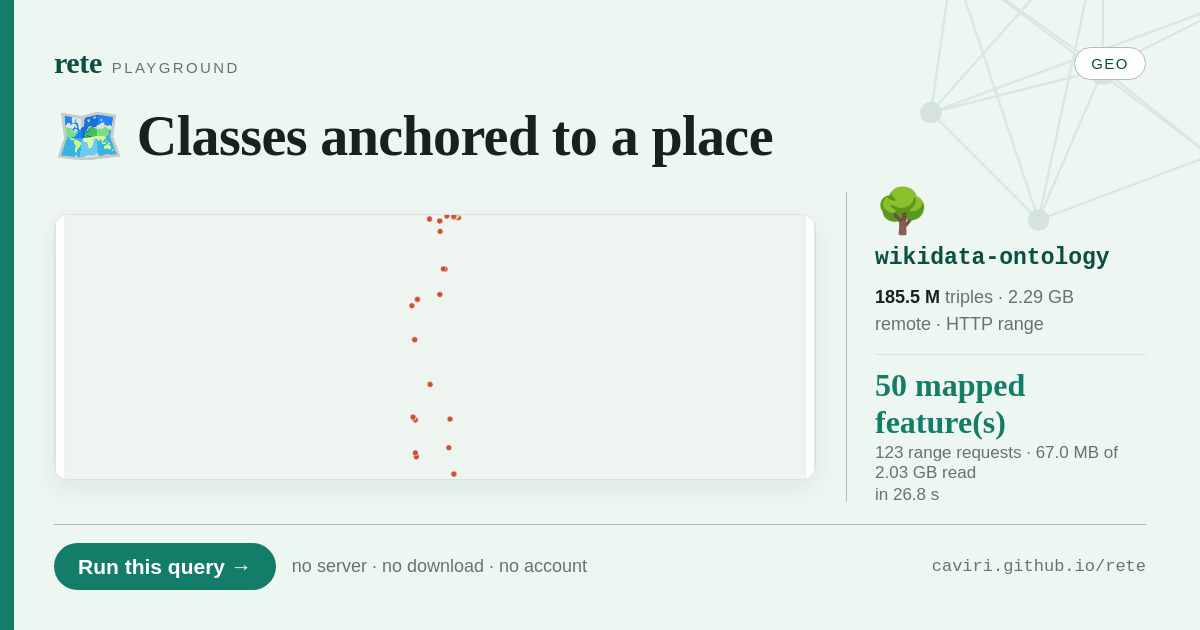 rete PLAYGROUND
GEO
Classes anchored to a place
wikidata-ontology
185.5 M triples · 2.29 GB
remote · HTTP range
50 mapped
feature(s)
123 range requests · 67.0 MB of
2.03 GB read
in 26.8 s
Run this query →
no server · no download · no account
caviri.github.io/rete